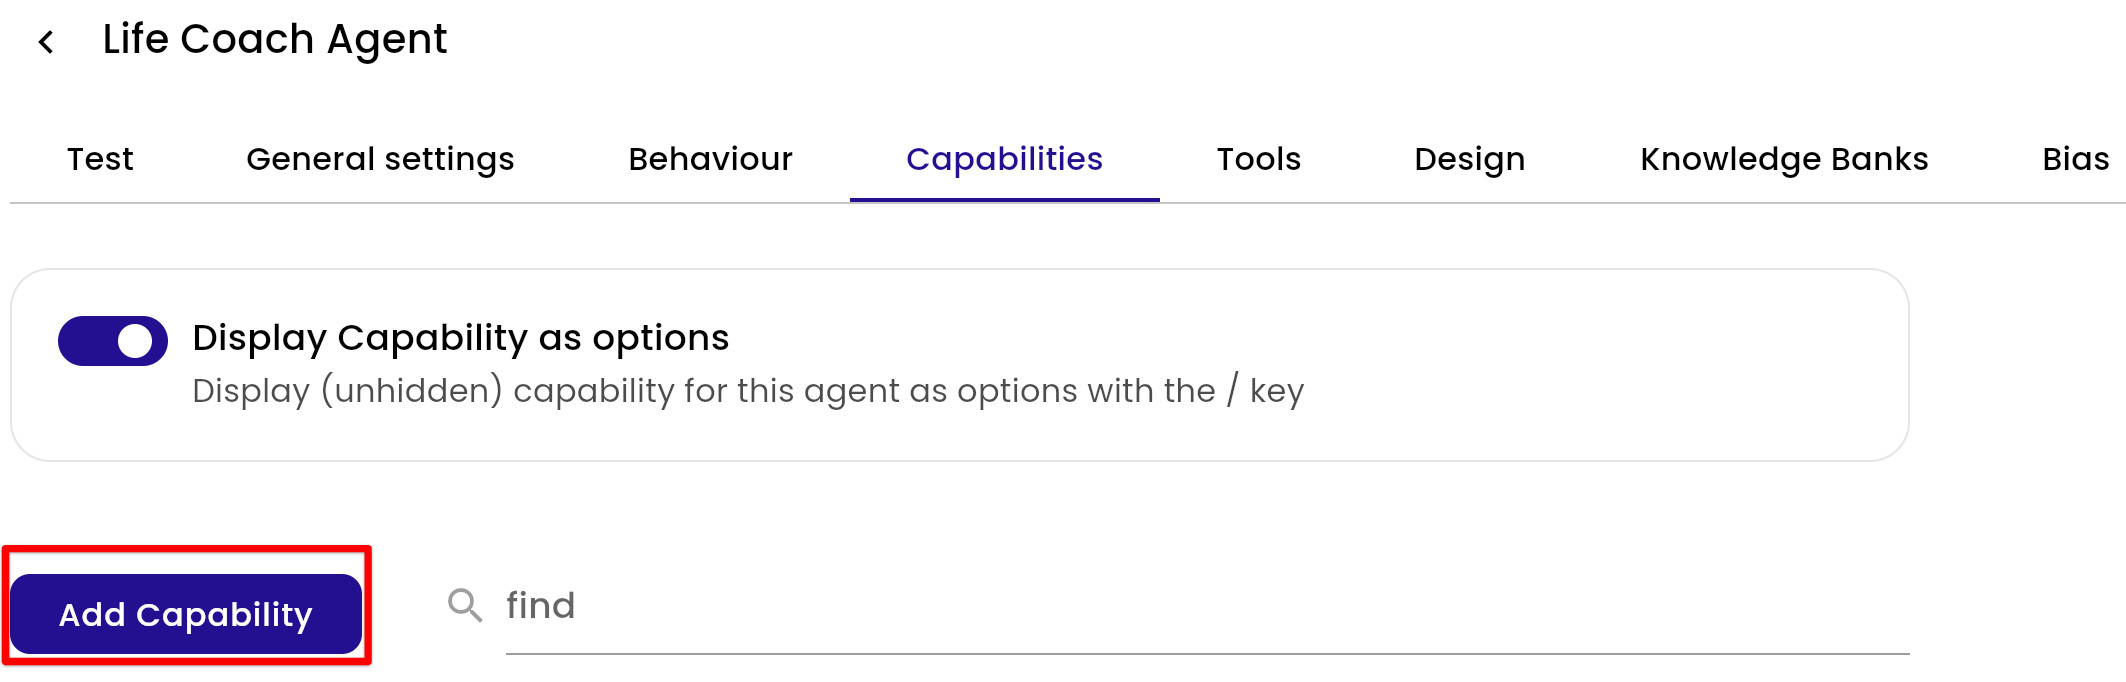 Life Coach Agent
Test General settings Behaviour Capabilities Tools Design Knowledge Banks Bias
Display Capability as options
Display (unhidden) capability for this agent as options with the / key
Add Capability find